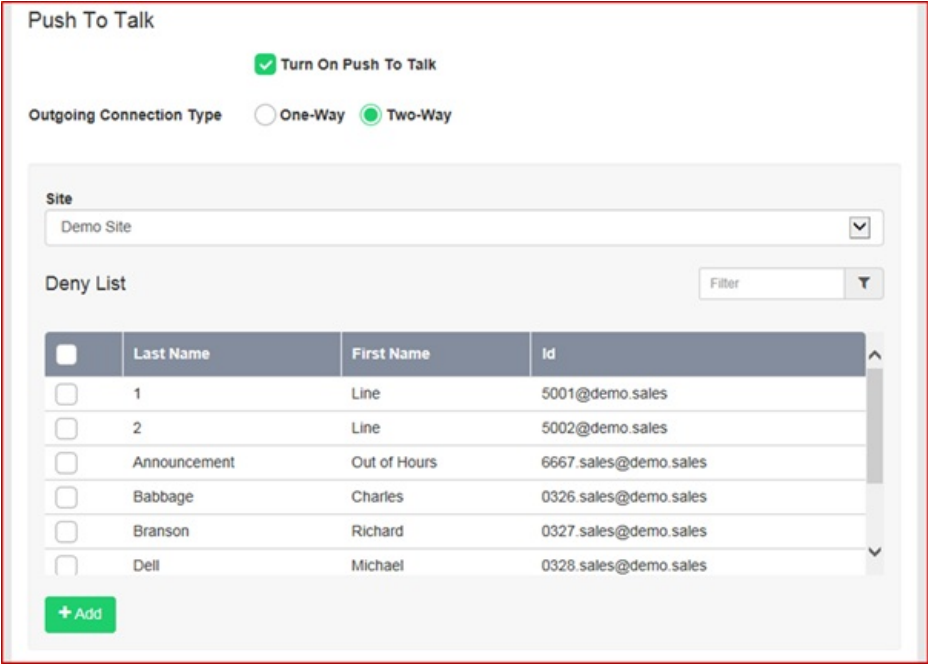 Push To Talk
Turn On Push To Talk
Outgoing Connection Type One-Way Two-Way
Site
Demo Site
Deny List Filter
Last Name First Name Id
1 Line 5001@demo.sales
2 Line 5002@demo.sales
Announcement Out of Hours 6667.sales@demo.sales
Babbage Charles 0326.sales@demo.sales
Branson Richard 0327.sales@demo.sales
Dell Michael 0328.sales@demo.sales
+ Add